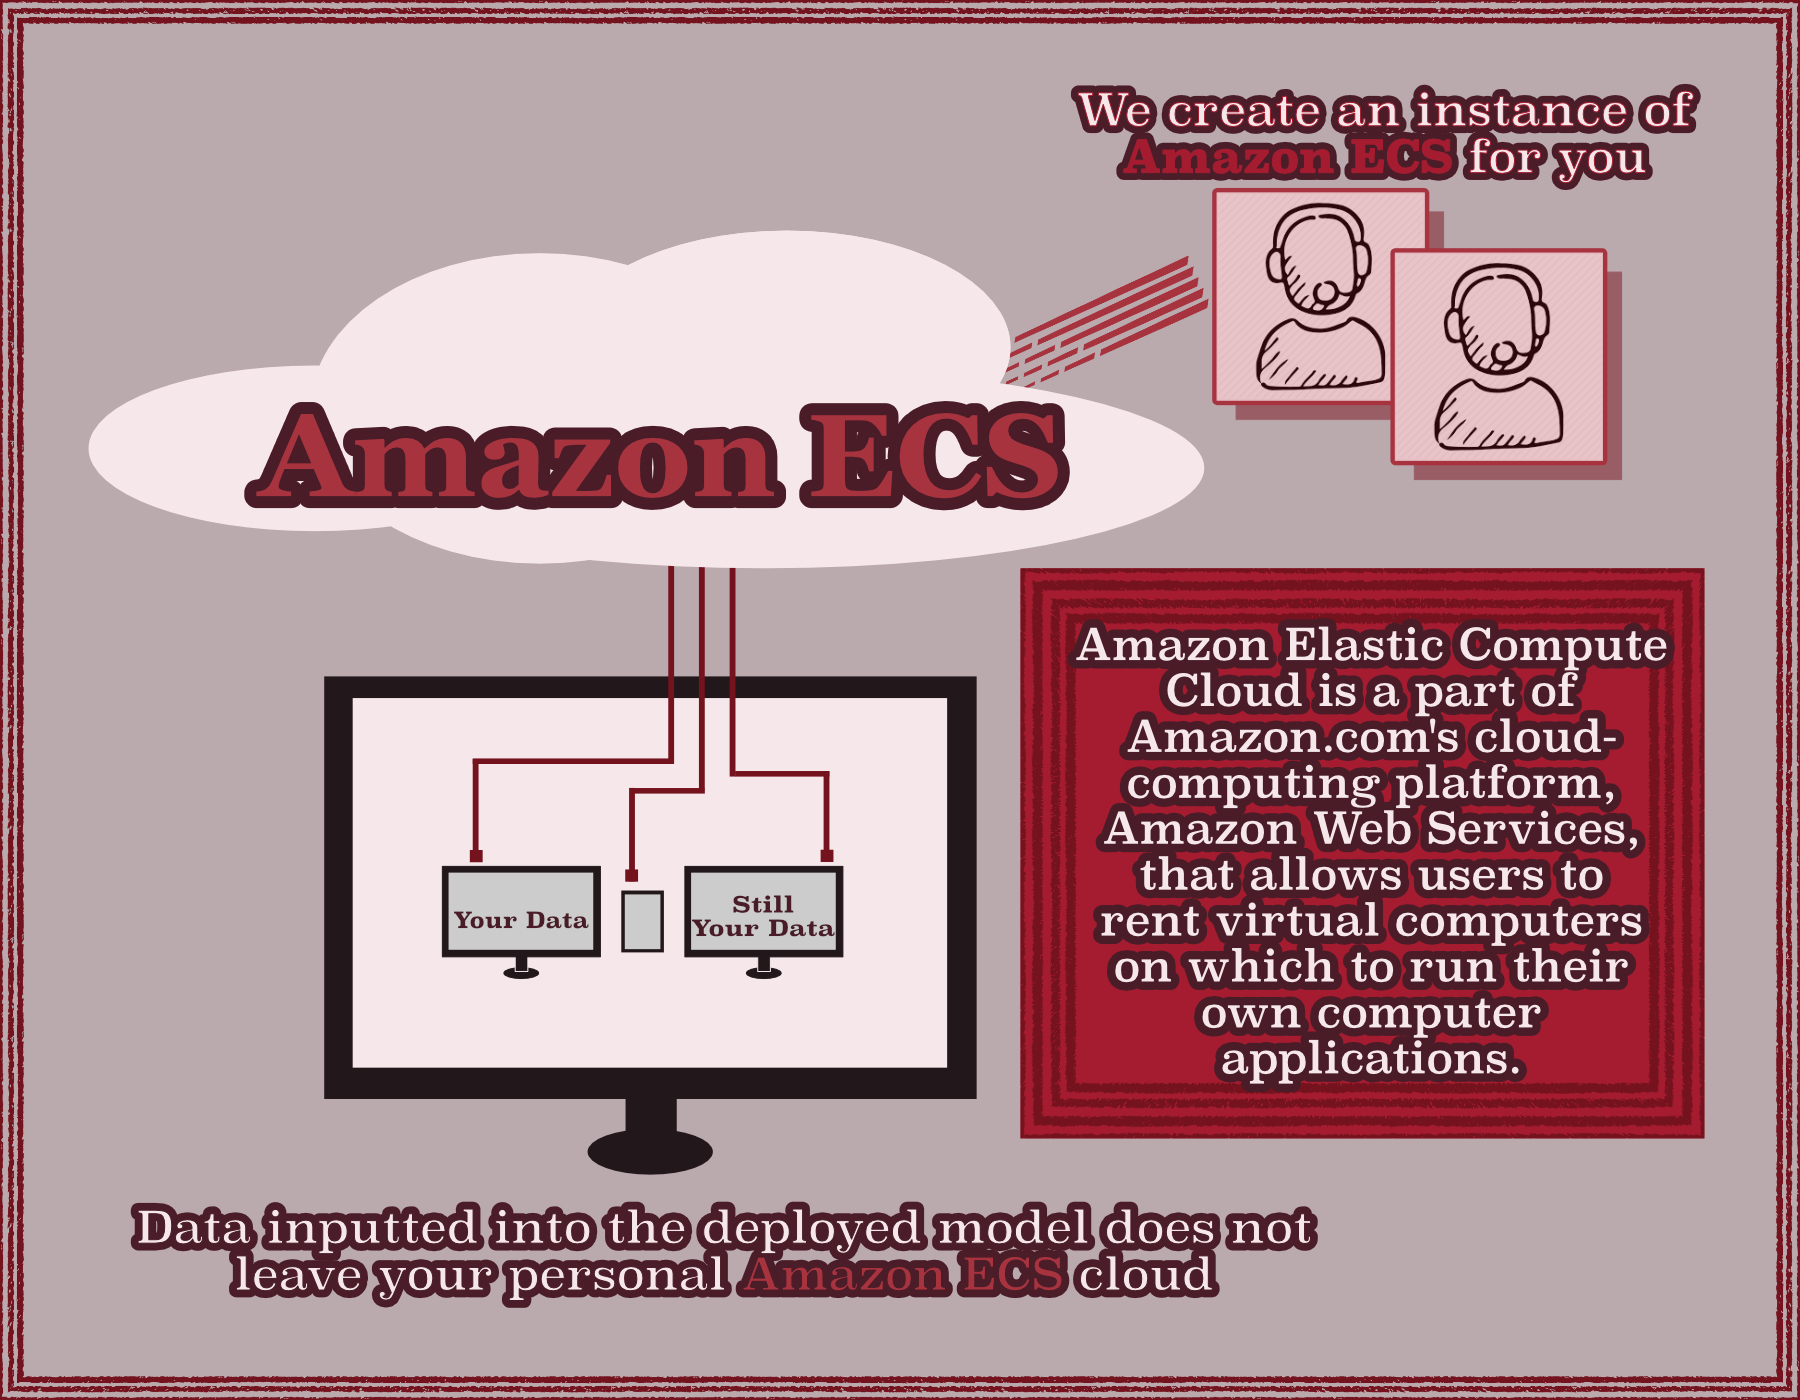 We create an instance of
Amazon ECS for you
Amazon ECS
Amazon Elastic Compute
Cloud is a part of
Amazon.com's cloud-
computing platform,
Amazon Web Services,
that allows users to
rent virtual computers
on which to run their
own computer
applications.
Your Data
Still
Your Data
Data inputted into the deployed model does not
leave your personal Amazon ECS cloud